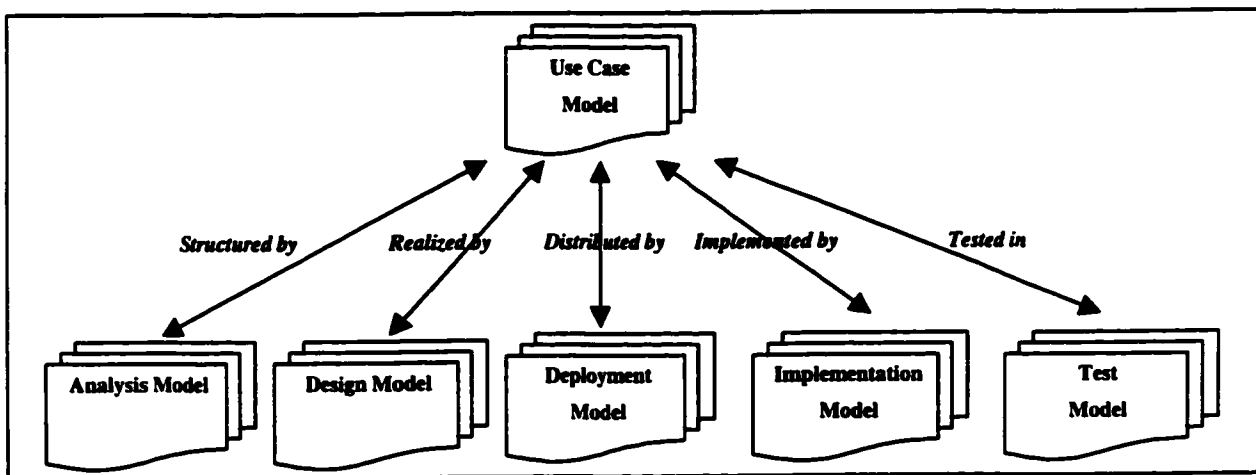 Use Case
Model
Structured by
Realized by
Distributed by
Implemented by
Tested in
Analysis Model
Design Model
Deployment
Model
Implementation
Model
Test
Model